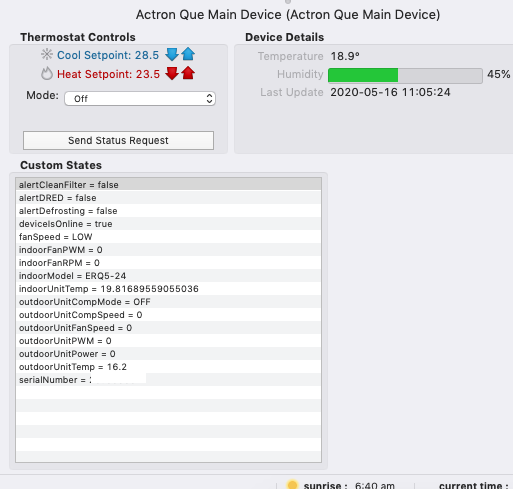 Actron Que Main Device (Actron Que Main Device)
Thermostat Controls
Cool Setpoint: 28.5
Heat Setpoint: 23.5
Mode: Off
Send Status Request
Device Details
Temperature 18.9°
Humidity 45%
Last Update 2020-05-16 11:05:24
Custom States
alertCleanFilter = false
alertDRED = false
alertDefrosting = false
deviceIsOnline = true
fanSpeed = LOW
indoorFanPWM = 0
indoorFanRPM = 0
indoorModel = ERQ5-24
indoorUnitTemp = 19.81689559055036
outdoorUnitCompMode = OFF
outdoorUnitCompSpeed = 0
outdoorUnitFanSpeed = 0
outdoorUnitPWM = 0
outdoorUnitPower = 0
outdoorUnitTemp = 16.2
serialNumber =
sunrise : 6:40 am
current time :